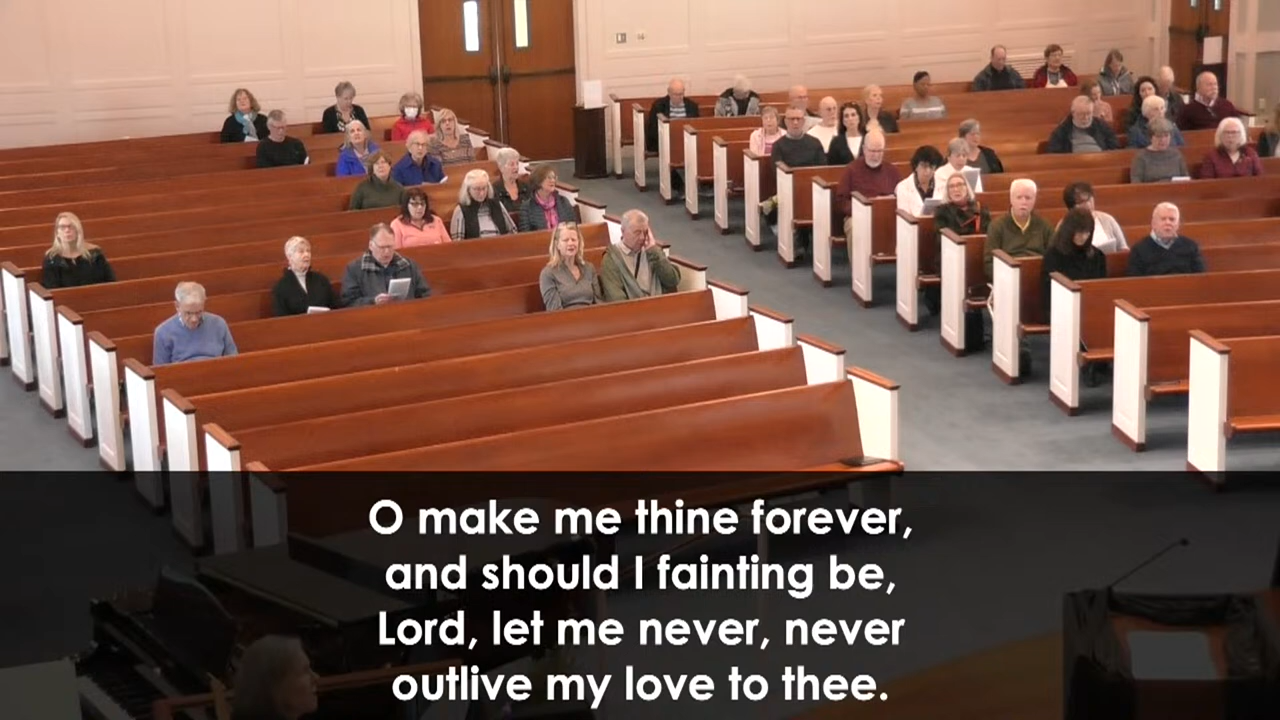 O make me thine forever,
and should I fainting be,
Lord, let me never, never
outlive my love to thee.